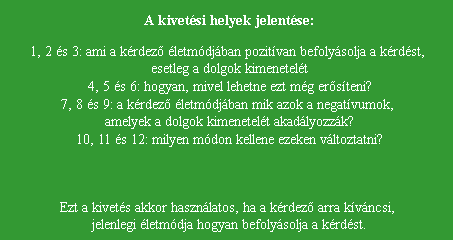 A kivetési helyek jelentése:
1, 2 és 3: ami a kérdező életmódjában pozitívan befolyásolja a kérdést,
esetleg a dolgok kimenetelét
4, 5 és 6: hogyan, mivel lehetne ezt még erősíteni?
7, 8 és 9: a kérdező életmódjában mik azok a negatívumok,
amelyek a dolgok kimenetelét akadályozzák?
10, 11 és 12: milyen módon kellene ezeken változtatni?
Ezt a kivetés akkor használatos, ha a kérdező arra kíváncsi,
jelenlegi életmódja hogyan befolyásolja a kérdést.